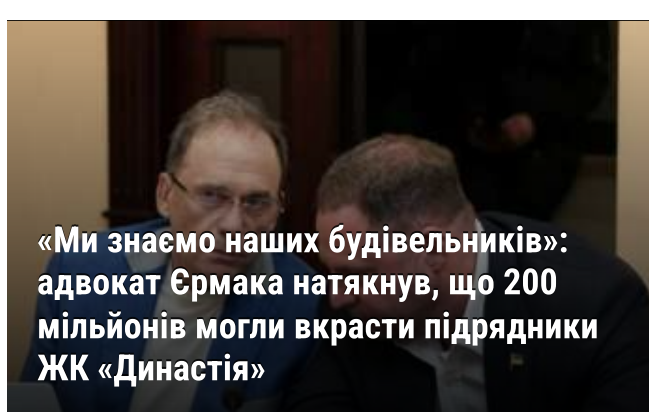 «Ми знаємо наших будівельників»:
адвокат Єрмака натякнув, що 200
мільйонів могли вкрасти підрядники
ЖК «Династія»